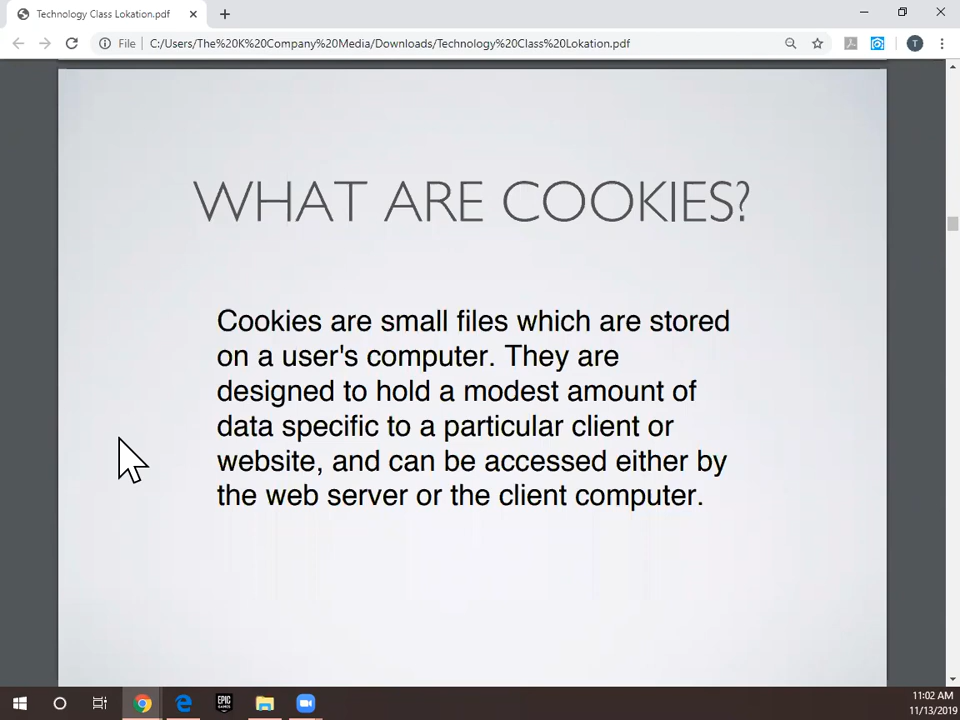 Technology Class Lokation.pdf
File
C:/Users/The%20K%20Company%20Media/Downloads/Technology%20Class%20Lokation.pdf
T
WHAT ARE COOKIES?
Cookies are small files which are stored
on a user's computer. They are
designed to hold a modest amount of
data specific to a particular client or
website, and can be accessed either by
the web server or the client computer.
EPIC
GAMES
11:02 AM
11/13/2019